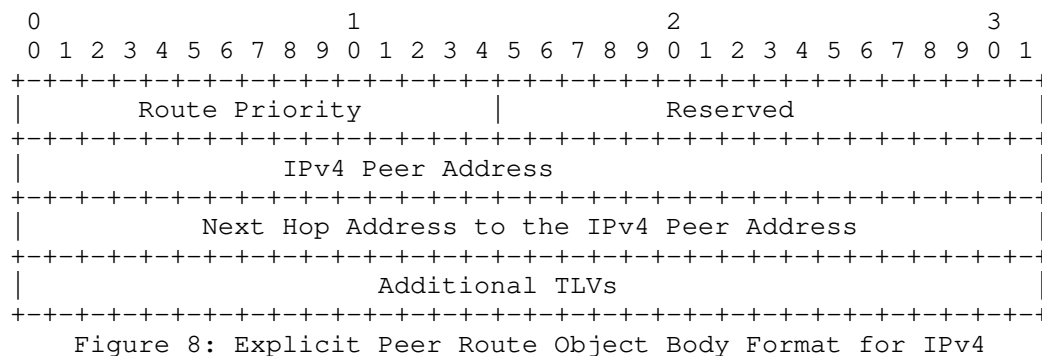 0                   1                   2                   3
 0 1 2 3 4 5 6 7 8 9 0 1 2 3 4 5 6 7 8 9 0 1 2 3 4 5 6 7 8 9 0 1
+-+-+-+-+-+-+-+-+-+-+-+-+-+-+-+-+-+-+-+-+-+-+-+-+-+-+-+-+-+-+-+-+
|       Route Priority        |          Reserved               |
+-+-+-+-+-+-+-+-+-+-+-+-+-+-+-+-+-+-+-+-+-+-+-+-+-+-+-+-+-+-+-+-+
|                IPv4 Peer Address                              |
+-+-+-+-+-+-+-+-+-+-+-+-+-+-+-+-+-+-+-+-+-+-+-+-+-+-+-+-+-+-+-+-+
|           Next Hop Address to the IPv4 Peer Address           |
+-+-+-+-+-+-+-+-+-+-+-+-+-+-+-+-+-+-+-+-+-+-+-+-+-+-+-+-+-+-+-+-+
|                      Additional TLVs                          |
+-+-+-+-+-+-+-+-+-+-+-+-+-+-+-+-+-+-+-+-+-+-+-+-+-+-+-+-+-+-+-+-+
Figure 8: Explicit Peer Route Object Body Format for IPv4